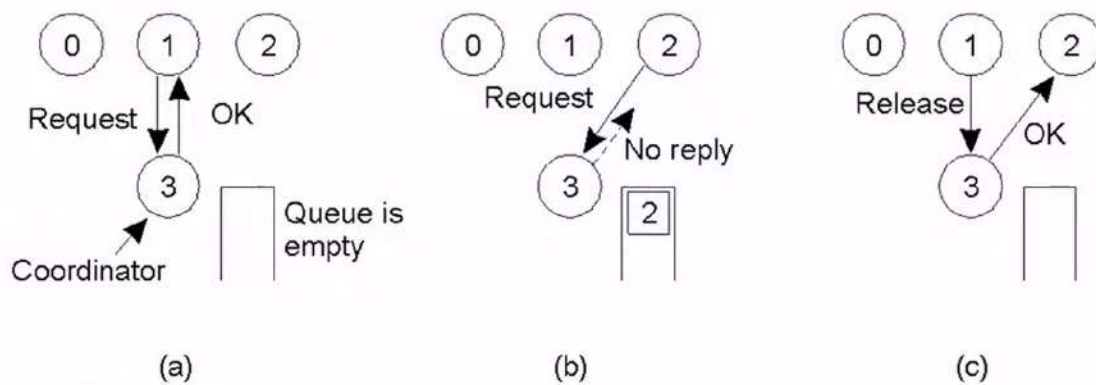 0 1 2
Request OK
3
Queue is
empty
Coordinator
(a)
0 1 2
Request
No reply
3
2
(b)
0 1 2
Release
OK
3
(c)